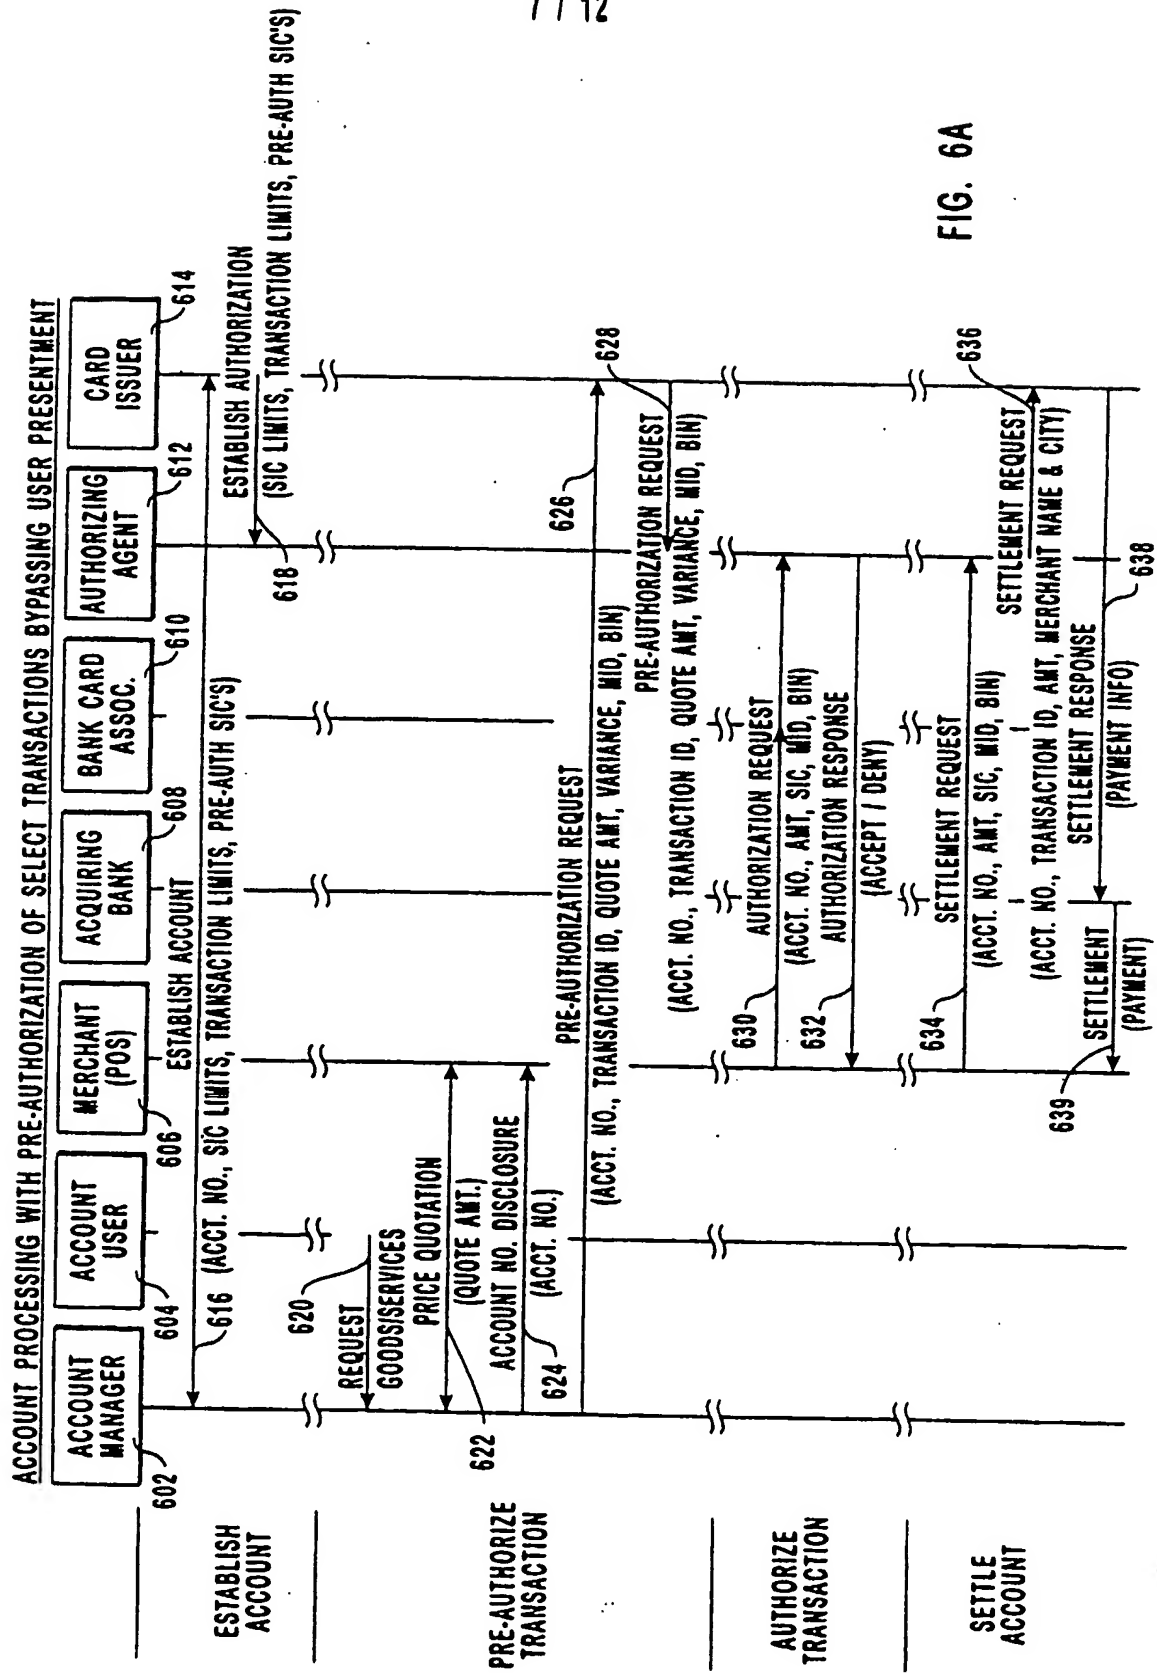 7 / 12
ACCOUNT PROCESSING WITH PRE-AUTHORIZATION OF SELECT TRANSACTIONS BYPASSING USER PRESENTMENT
ACCOUNT
MANAGER
602
ACCOUNT
USER
604
MERCHANT
(POS)
606
ACQUIRING
BANK
608
BANK CARD
ASSOC.
610
AUTHORIZING
AGENT
612
CARD
ISSUER
614
ESTABLISH
ACCOUNT
ESTABLISH ACCOUNT
616
(ACCT. NO., SIC LIMITS, TRANSACTION LIMITS, PRE-AUTH SIC'S)
ESTABLISH AUTHORIZATION
(SIC LIMITS, TRANSACTION LIMITS, PRE-AUTH SIC'S)
618
PRE-AUTHORIZE
TRANSACTION
620
REQUEST
GOODS/SERVICES
PRICE QUOTATION
(QUOTE AMT.)
622
ACCOUNT NO. DISCLOSURE
(ACCT. NO.)
624
PRE-AUTHORIZATION REQUEST
626
(ACCT. NO., TRANSACTION ID, QUOTE AMT, VARIANCE, MID, BIN)
628
PRE-AUTHORIZATION REQUEST
(ACCT. NO., TRANSACTION ID, QUOTE AMT, VARIANCE, MID, BIN)
AUTHORIZE
TRANSACTION
630
AUTHORIZATION REQUEST
(ACCT. NO., AMT, SIC, MID, BIN)
632
AUTHORIZATION RESPONSE
(ACCEPT / DENY)
SETTLE
ACCOUNT
634
SETTLEMENT REQUEST
(ACCT. NO., AMT, SIC, MID, BIN)
636
SETTLEMENT REQUEST
(ACCT. NO., TRANSACTION ID, AMT, MERCHANT NAME & CITY)
SETTLEMENT RESPONSE
(PAYMENT INFO)
638
639
SETTLEMENT
(PAYMENT)
FIG. 6A